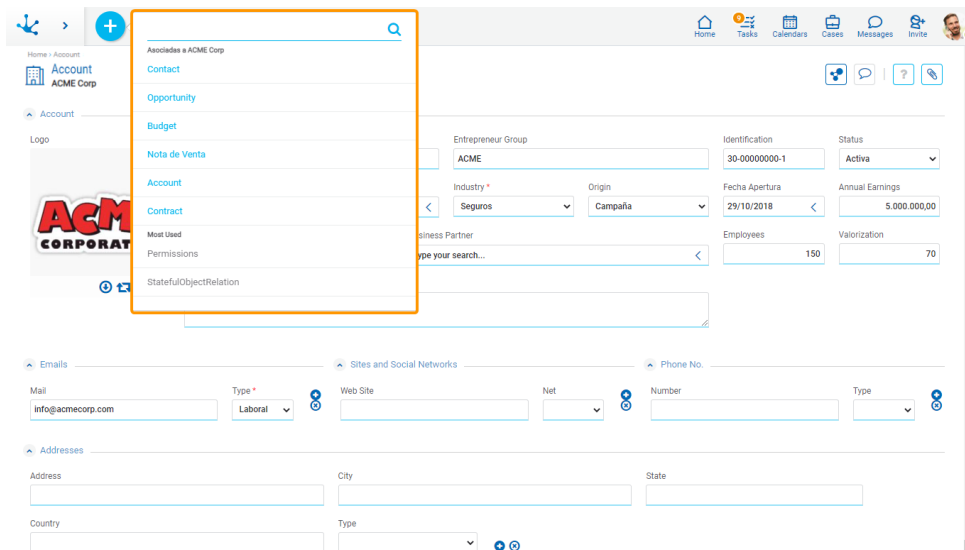 Home
9
Tasks
Calendars
Cases
Messages
Invite
Asociadas a ACME Corp
Contact
Opportunity
Budget
Nota de Venta
Account
Contract
Most Used
Permissions
StatefulObjectRelation
Home > Account
Account
ACME Corp
?
Account
Logo
ACM
CORPORAT
Entrepreneur Group
ACME
Identification
30-00000000-1
Status
Activa
Industry *
Seguros
Origin
Campaña
Fecha Apertura
29/10/2018
Annual Earnings
5.000.000,00
siness Partner
ype your search...
Employees
150
Valorization
70
Emails
Sites and Social Networks
Phone No.
Mail
info@acmecorp.com
Type *
Laboral
Web Site
Net
Number
Type
Addresses
Address
City
State
Country
Type